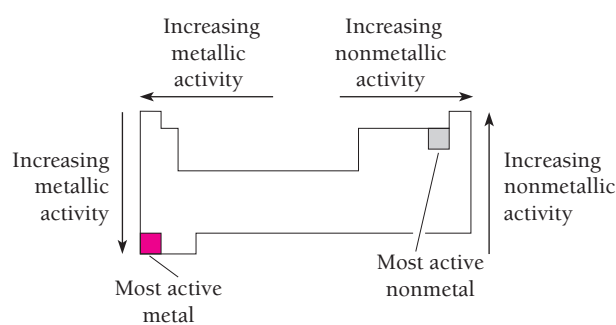 Increasing
metallic
activity
Increasing
nonmetallic
activity
Increasing
metallic
activity
Increasing
nonmetallic
activity
Most active
metal
Most active
nonmetal